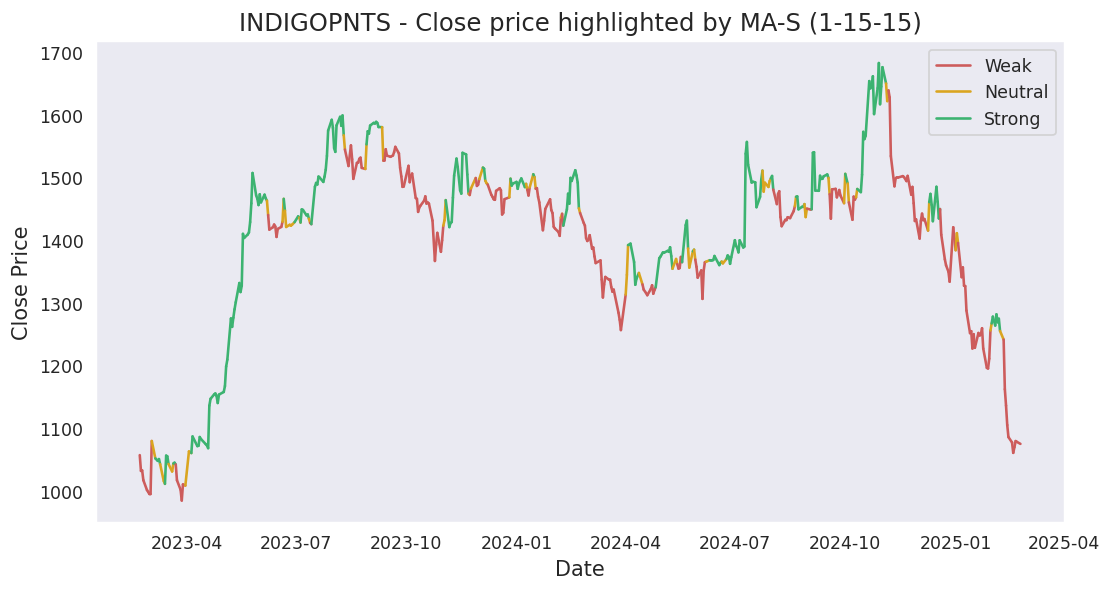 INDIGOPNTS - Close price highlighted by MA-S (1-15-15)
Weak
Neutral
Strong
Close Price
1700
1600
1500
1400
1300
1200
1100
1000
2023-04 2023-07 2023-10 2024-01 2024-04 2024-07 2024-10 2025-01 2025-04
Date